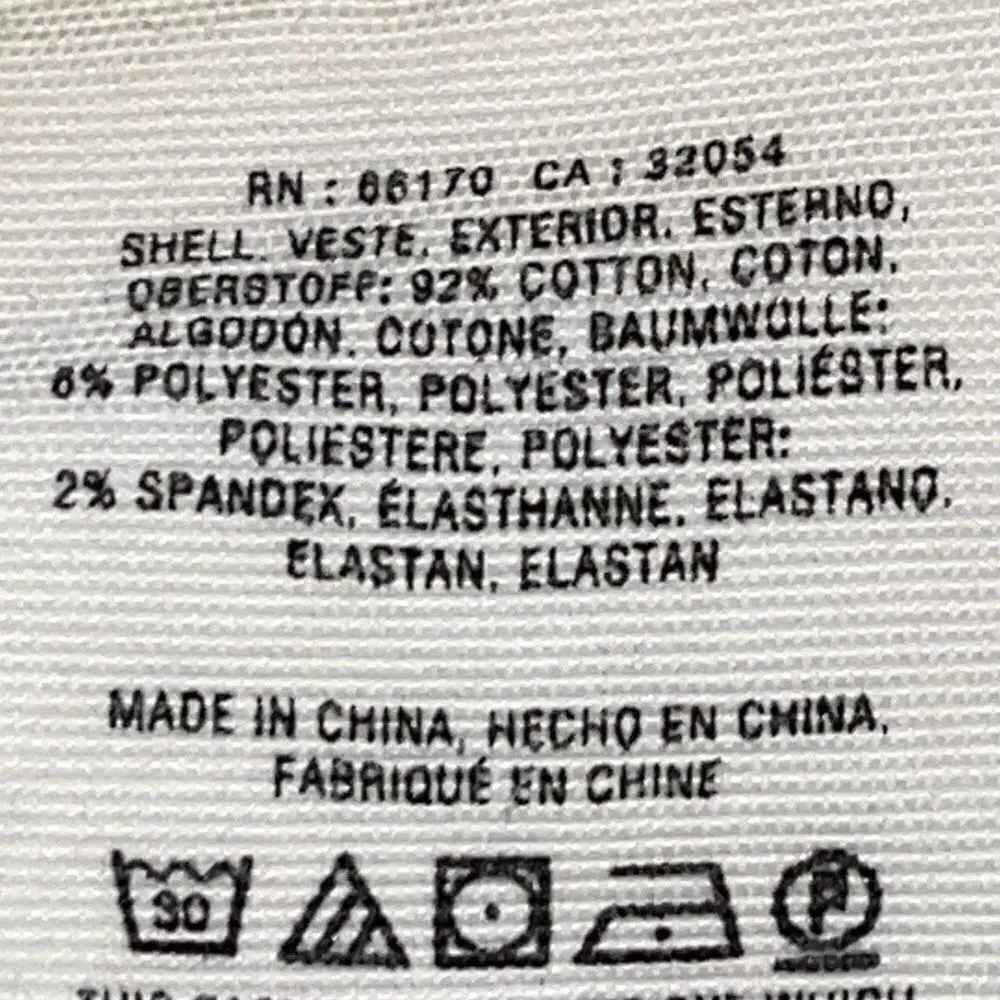 RN : 66170 CA : 32054
SHELL. VESTE. EXTERIOR. ESTERNO,
OBERSTOFF: 92% COTTON, COTON,
ALGODÓN. COTONE, BAUMWOLLE:
6% POLYESTER, POLYESTER, POLIÉSTER,
POLIESTERE, POLYESTER:
2% SPANDEX, ÉLASTHANNE, ELASTANO,
ELASTAN, ELASTAN
MADE IN CHINA, HECHO EN CHINA,
FABRIQUÉ EN CHINE
30 P